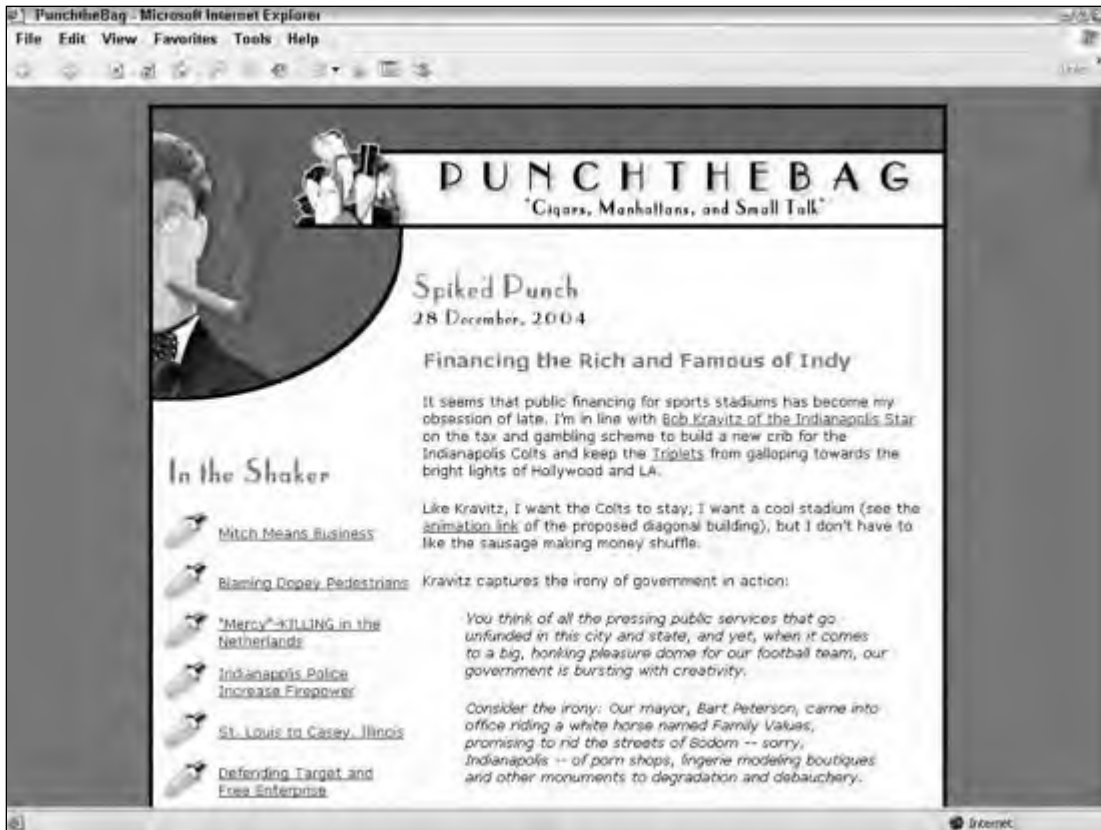 PunchtheBag - Microsoft Internet Explorer
File Edit View Favorites Tools Help
Links
PUNCHTHEBAG
"Cigars, Manhattans, and Small Talk"
Spiked Punch
28 December, 2004
Financing the Rich and Famous of Indy
It seems that public financing for sports stadiums has become my
obsession of late. I'm in line with Bob Kravitz of the Indianapolis Star
on the tax and gambling scheme to build a new crib for the
Indianapolis Colts and keep the Triplets from galloping towards the
bright lights of Hollywood and LA.
Like Kravitz, I want the Colts to stay, I want a cool stadium (see the
animation link of the proposed diagonal building), but I don't have to
like the sausage making money shuffle.
Kravitz captures the irony of government in action:
You think of all the pressing public services that go
unfunded in this city and state, and yet, when it comes
to a big, honking pleasure dome for our football team, our
government is bursting with creativity.
Consider the irony: Our mayor, Bart Peterson, came into
office riding a white horse named Family Values,
promising to rid the streets of Sodom -- sorry,
Indianapolis -- of porn shops, lingerie modeling boutiques
and other monuments to degradation and debauchery.
In the Shaker
Mitch Means Business
Blaming Dopey Pedestrians
"Mercy"-KILLING in the
Netherlands
Indianapolis Police
Increase Firepower
St. Louis to Casey, Illinois
Defending Target and
Free Enterprise
Internet